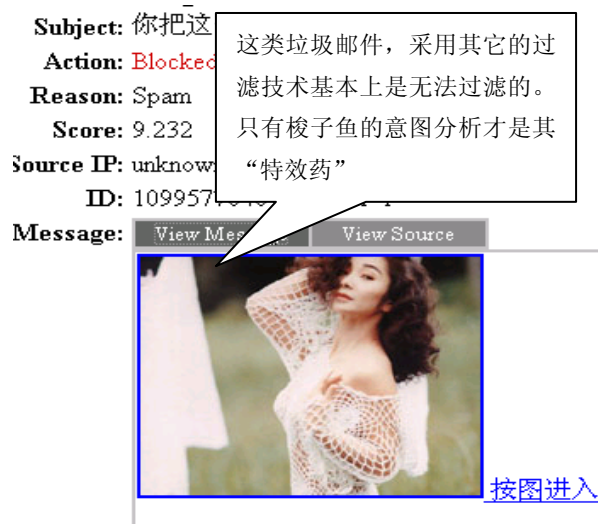 Subject: 你把这
Action: Blocked
Reason: Spam
Score: 9.232
Source IP: unknow
ID: 109957
Message: View Mes
View Source
这类垃圾邮件，采用其它的过
滤技术基本上是无法过滤的。
只有梭子鱼的意图分析才是其
“特效药”
按图进入